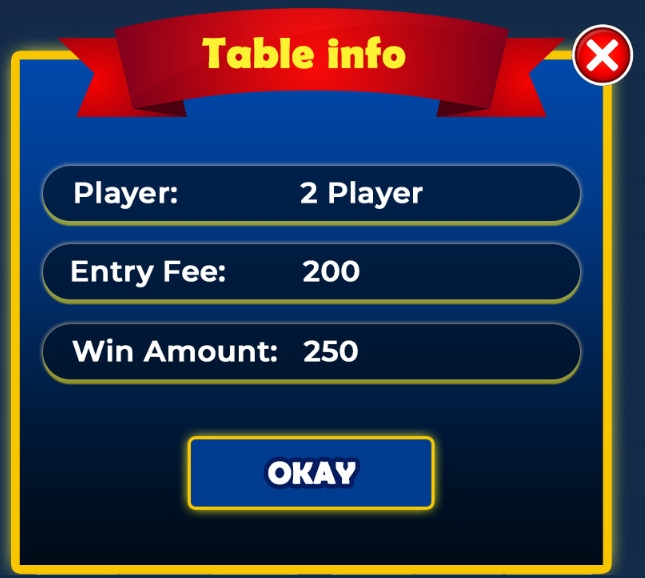 Table info
Player: 2 Player
Entry Fee: 200
Win Amount: 250
OKAY